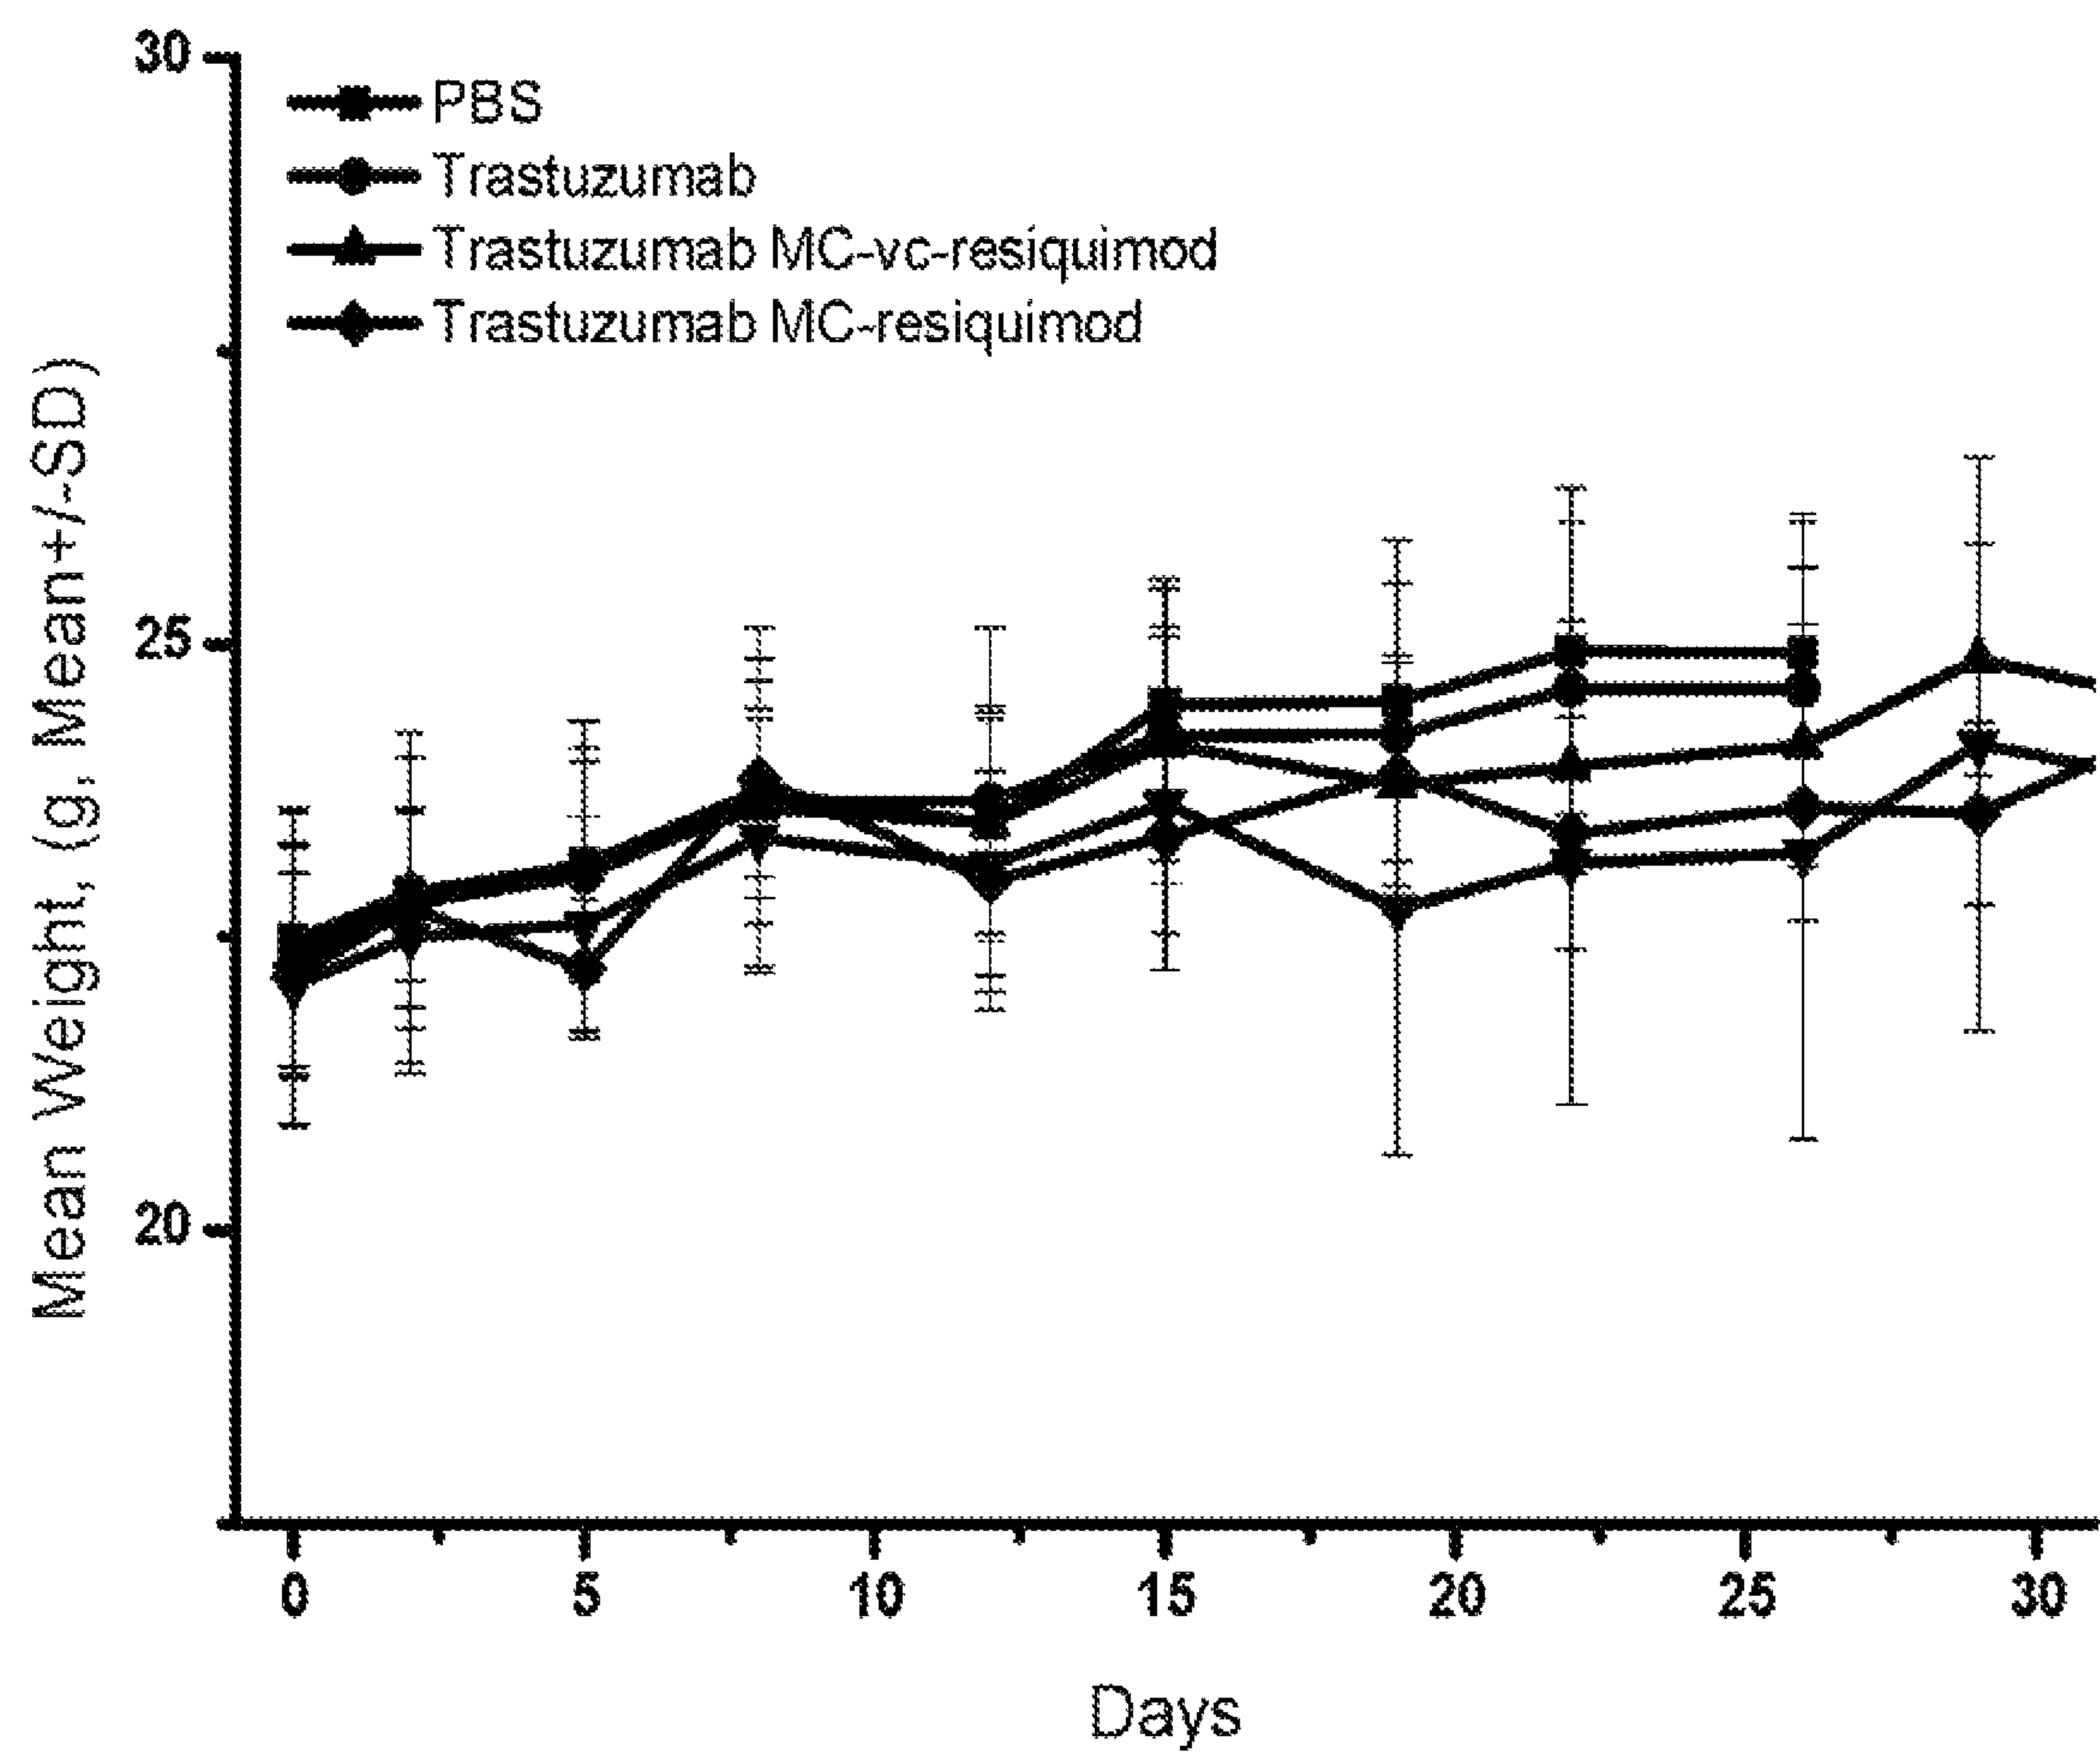 30
PBS
Trastuzumab
Trastuzumab MC-vc-resiquimod
Trastuzumab MC-resiquimod
Mean Weight, (g, Mean+/-SD)
25
20
0 5 10 15 20 25 30
Days